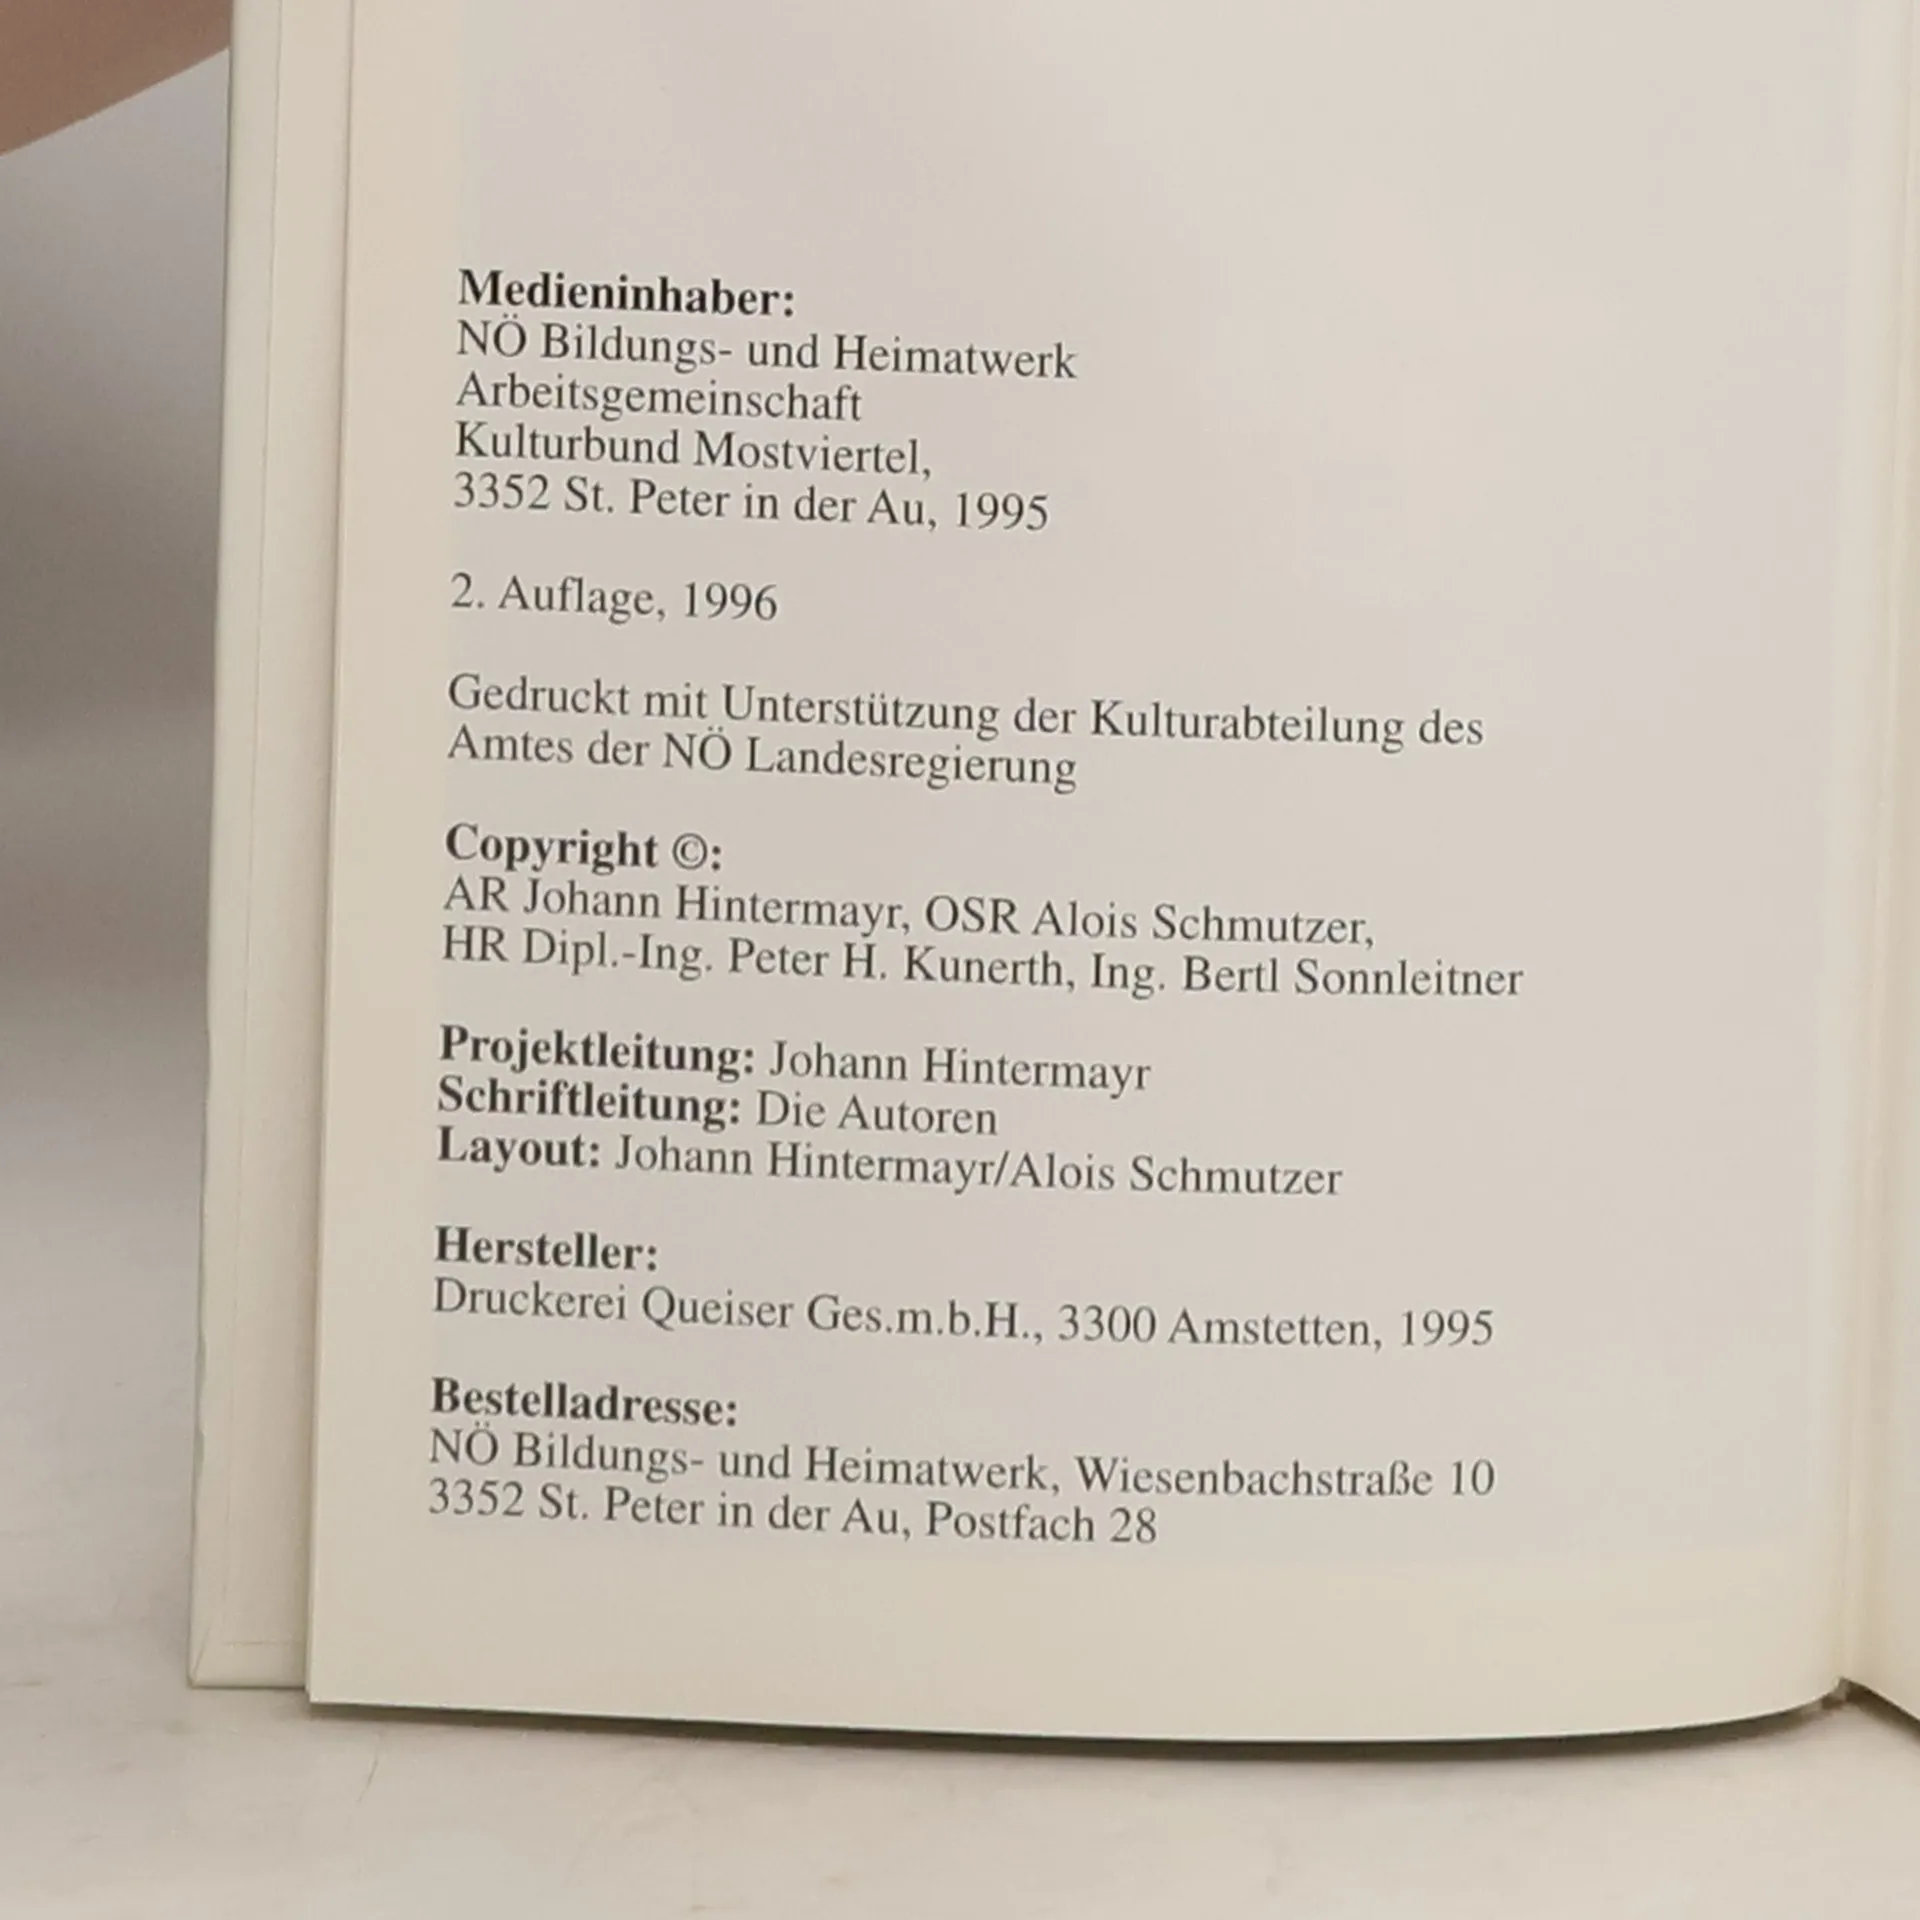 Medieninhaber:
NÖ Bildungs- und Heimatwerk
Arbeitsgemeinschaft
Kulturbund Mostviertel,
3352 St. Peter in der Au, 1995
2. Auflage, 1996
Gedruckt mit Unterstützung der Kulturabteilung des
Amtes der NÖ Landesregierung
Copyright ©:
AR Johann Hintermayr, OSR Alois Schmutzer,
HR Dipl.-Ing. Peter H. Kunerth, Ing. Bertl Sonnleitner
Projektleitung: Johann Hintermayr
Schriftleitung: Die Autoren
Layout: Johann Hintermayr/Alois Schmutzer
Hersteller:
Druckerei Queiser Ges.m.b.H., 3300 Amstetten, 1995
Bestelladresse:
NÖ Bildungs- und Heimatwerk, Wiesenbachstraße 10
3352 St. Peter in der Au, Postfach 28